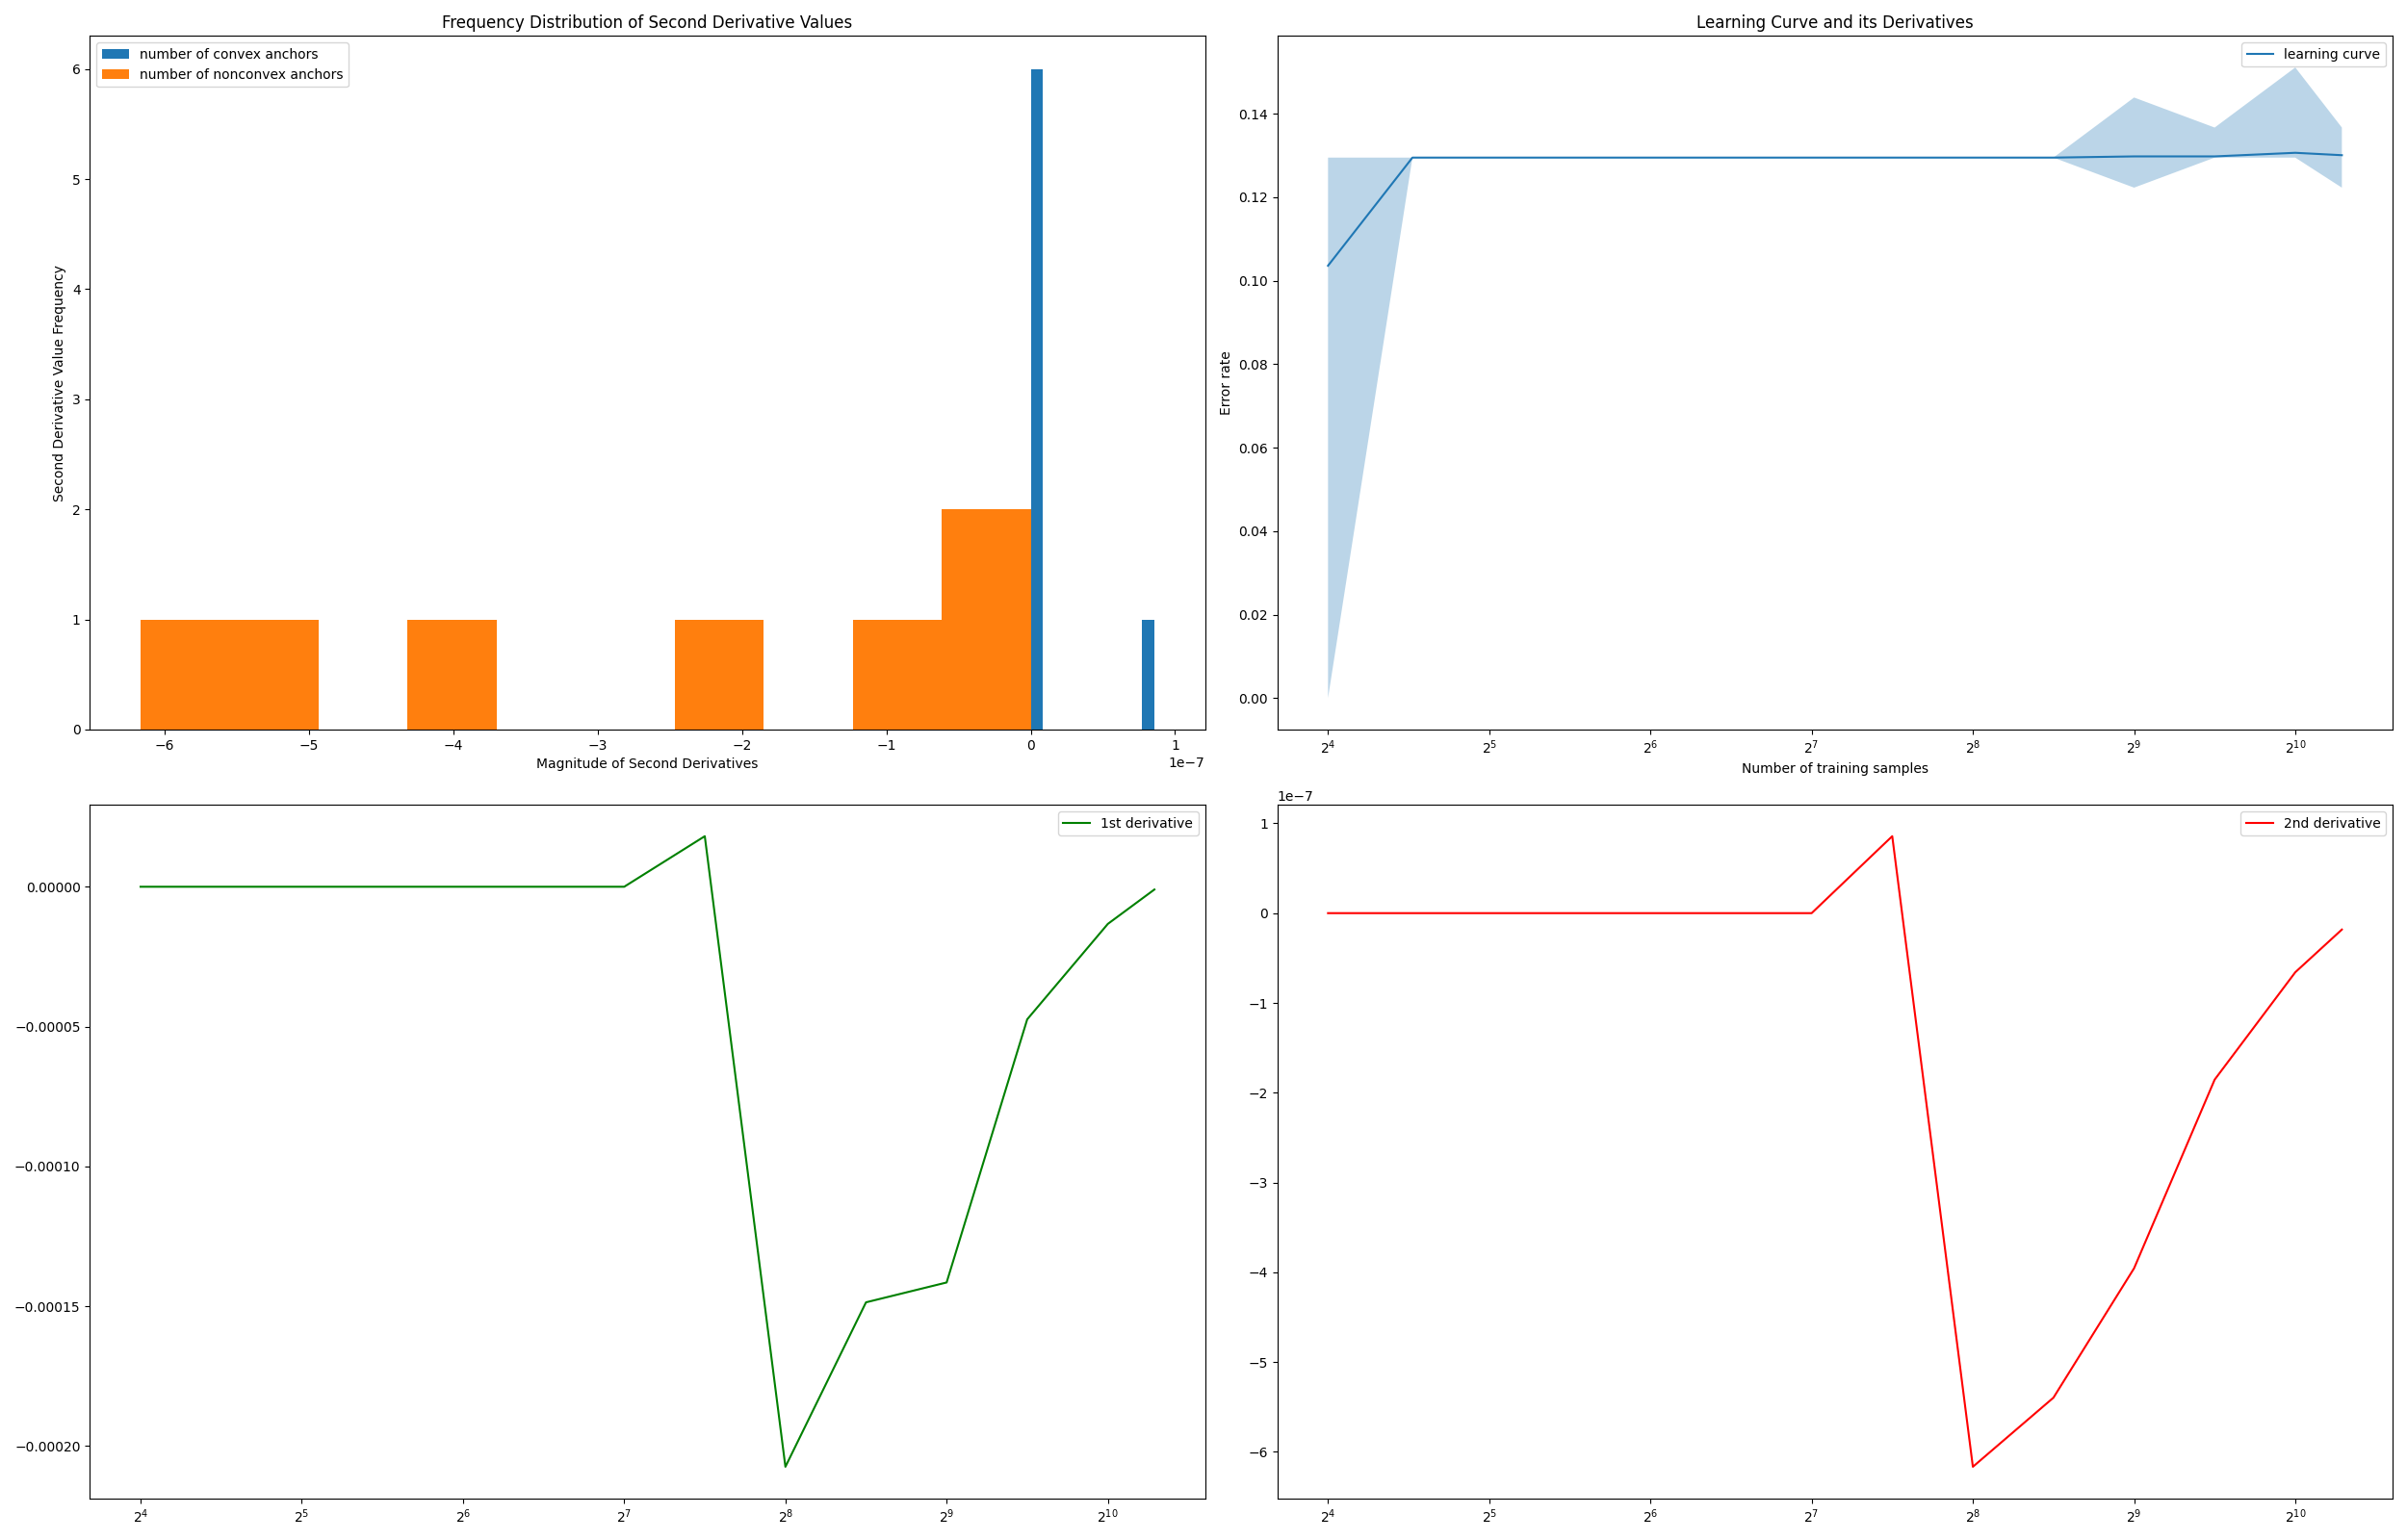 Frequency Distribution of Second Derivative Values
number of convex anchors
number of nonconvex anchors
Second Derivative Value Frequency
6
5
4
3
2
1
0
−6 −5 −4 −3 −2 −1 0 1
1e−7
Magnitude of Second Derivatives
Learning Curve and its Derivatives
learning curve
Error rate
0.14
0.12
0.10
0.08
0.06
0.04
0.02
0.00
2^4 2^5 2^6 2^7 2^8 2^9 2^10
Number of training samples
1st derivative
0.00000
−0.00005
−0.00010
−0.00015
−0.00020
2^4 2^5 2^6 2^7 2^8 2^9 2^10
1e−7
2nd derivative
1
0
−1
−2
−3
−4
−5
−6
2^4 2^5 2^6 2^7 2^8 2^9 2^10